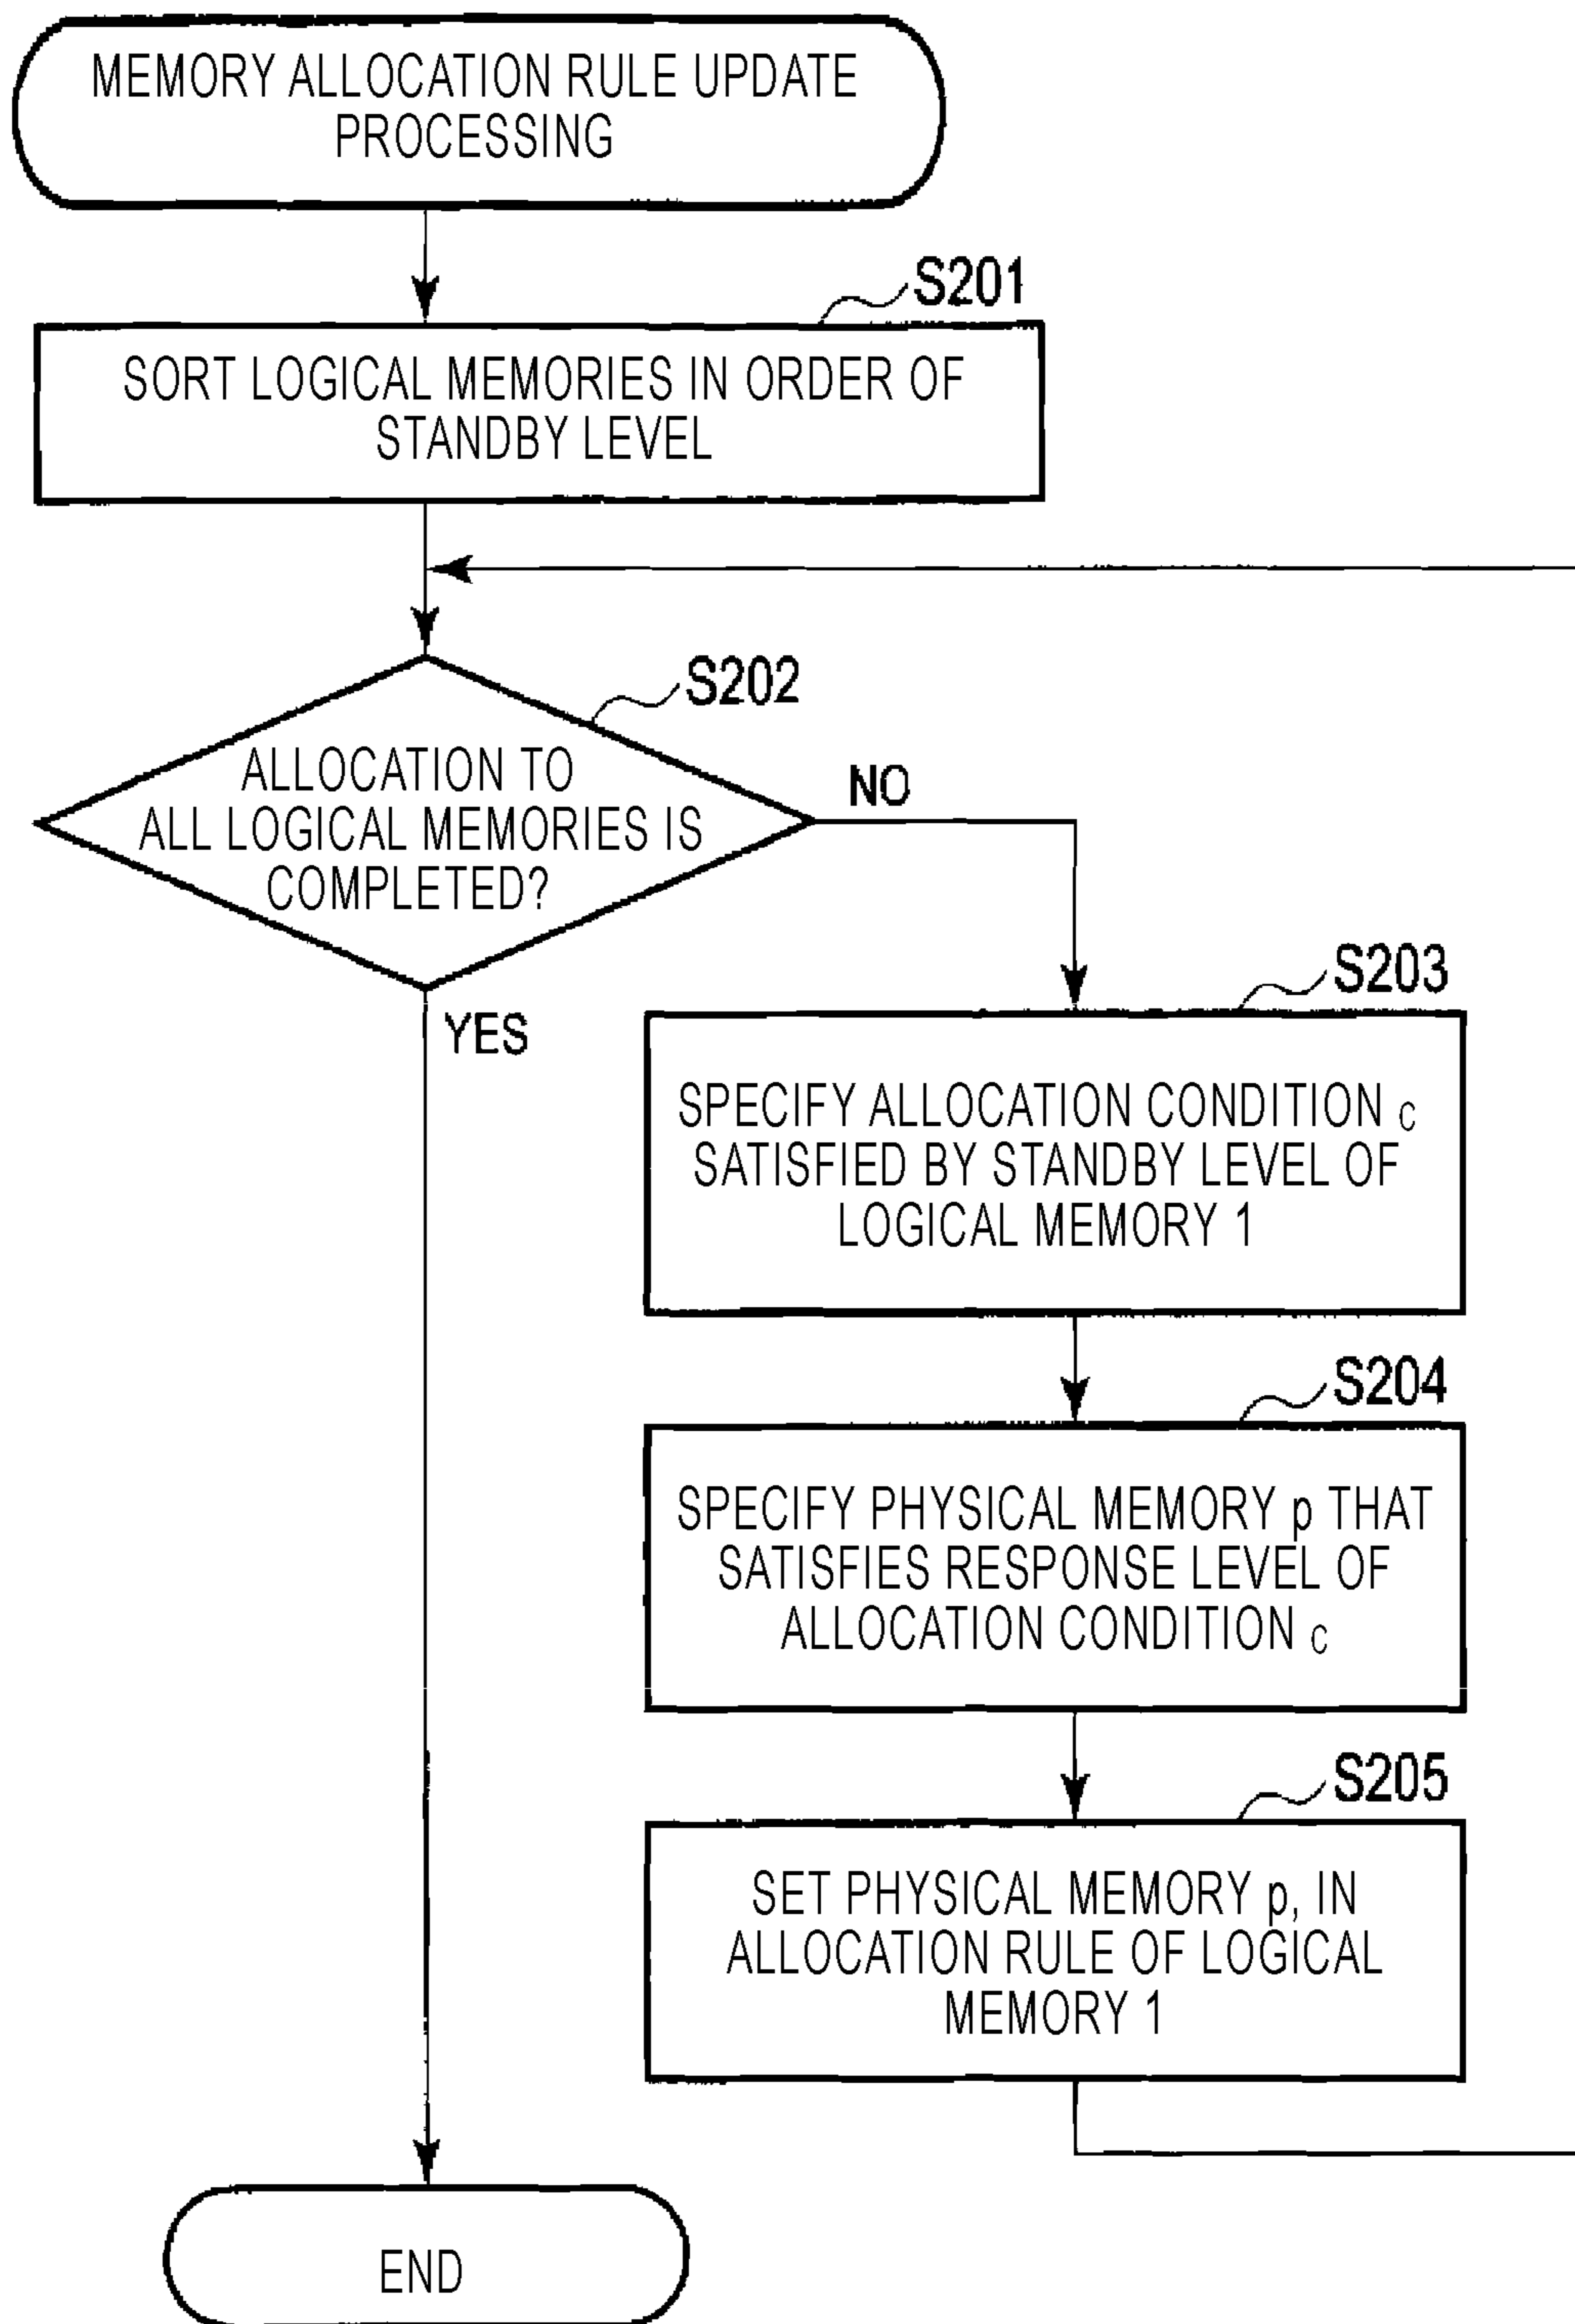 MEMORY ALLOCATION RULE UPDATE
PROCESSING
S201
SORT LOGICAL MEMORIES IN ORDER OF
STANDBY LEVEL
S202
ALLOCATION TO
ALL LOGICAL MEMORIES IS
COMPLETED?
NO
YES
S203
SPECIFY ALLOCATION CONDITION c
SATISFIED BY STANDBY LEVEL OF
LOGICAL MEMORY 1
S204
SPECIFY PHYSICAL MEMORY p THAT
SATISFIES RESPONSE LEVEL OF
ALLOCATION CONDITION c
S205
SET PHYSICAL MEMORY p, IN
ALLOCATION RULE OF LOGICAL
MEMORY 1
END